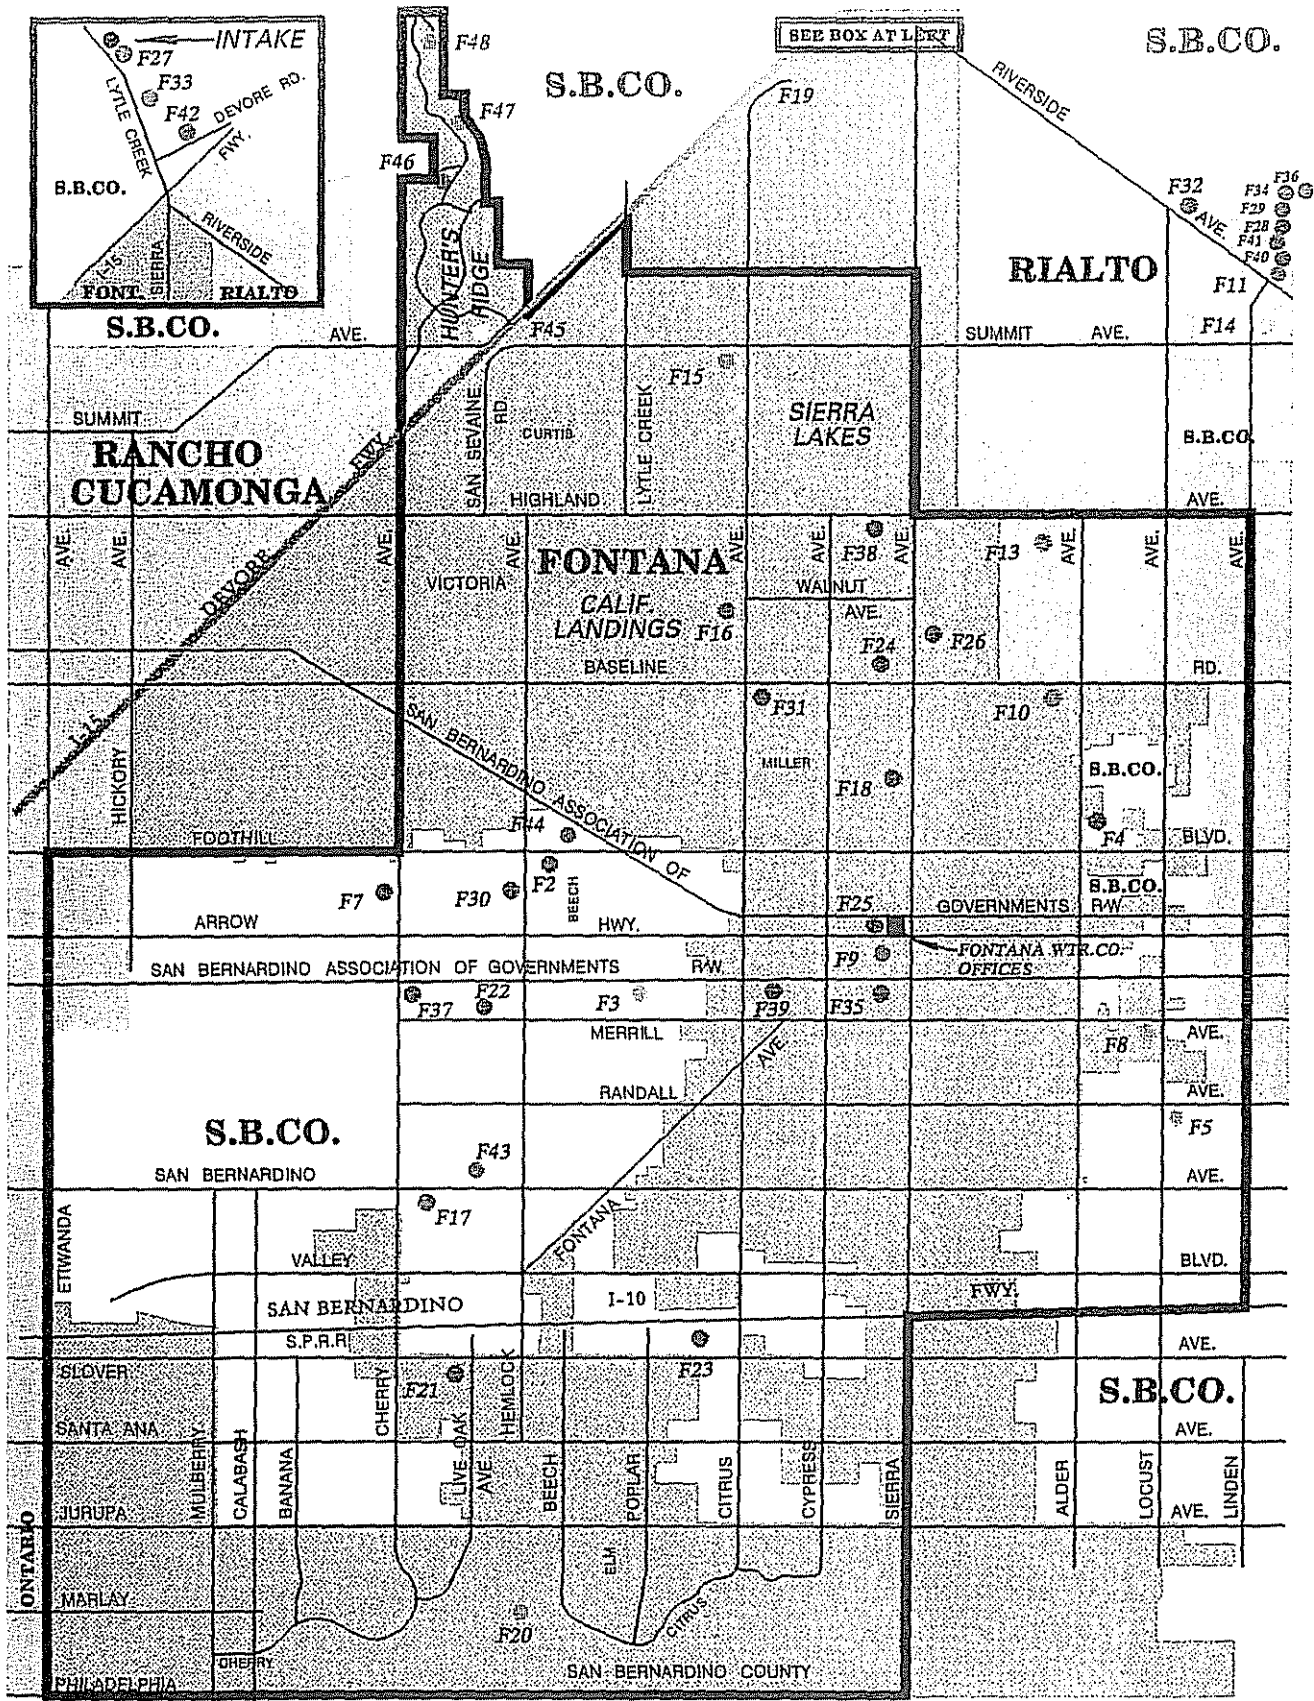 INTAKE
F27
F33
F42
LYTLE CREEK
DEVORE RD.
FWY.
S.B.CO.
RIVERSIDE
I-15
SIERRA
FONT.
RIALTO
F48
F47
F46
S.B.CO.
SEE BOX AT LEFT
S.B.CO.
RIVERSIDE
AVE.
F19
F32
F36
F34
F29
F28
F41
F40
F11
F14
RIALTO
HUNTER'S
RIDGE
F45
S.B.CO.
AVE.
SUMMIT
AVE.
SUMMIT
RANCHO
CUCAMONGA
FWY
SAN SEVAINE
RD.
CURTIS
LYTLE CREEK
F15
SIERRA
LAKES
S.B.CO.
HIGHLAND
AVE.
AVE.
AVE.
AVE.
AVE.
AVE.
AVE.
AVE.
AVE.
AVE.
DEVORE
VICTORIA
FONTANA
CALIF.
LANDINGS
F16
F38
F13
WALNUT
AVE.
F24
F26
BASELINE
RD.
I-15
HICKORY
SAN BERNARDINO ASSOCIATION OF
F31
F10
MILLER
F18
S.B.CO.
F4
FOOTHILL
BLVD.
F44
F2
F7
F30
BEECH
S.B.CO.
F25
GOVERNMENTS R/W
ARROW
HWY.
FONTANA WTR.CO.
OFFICES
F9
SAN BERNARDINO ASSOCIATION OF GOVERNMENTS R/W
F37
F22
F3
F39
F35
F8
MERRILL
AVE.
AVE.
RANDALL
AVE.
F5
S.B.CO.
F43
SAN BERNARDINO
AVE.
F17
FONTANA
ETIWANDA
VALLEY
BLVD.
SAN BERNARDINO
I-10
FWY.
S.P.R.R
F23
AVE.
SLOVER
CHERRY
F21
HEMLOCK
S.B.CO.
SANTA ANA
AVE.
MULBERRY
CALABASH
BANANA
LIVE OAK
AVE.
BEECH
POPLAR
CITRUS
CYPRESS
SIERRA
ALDER
LOCUST
LINDEN
JURUPA
AVE.
ONTARIO
ELM
MARLAY
CITRUS
F20
CHERRY
SAN BERNARDINO COUNTY
PHILADELPHIA